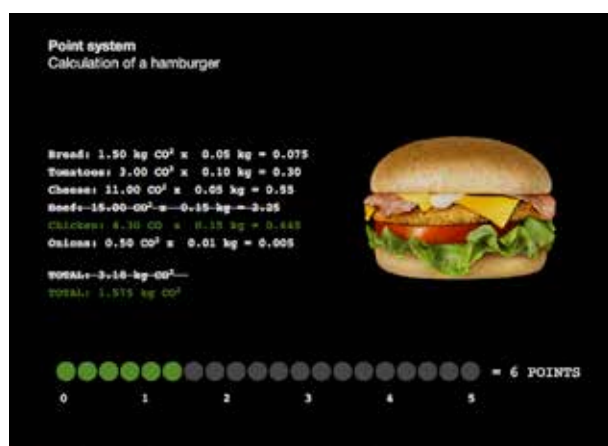 Point system
Calculation of a hamburger
Bread: 1.50 kg CO² x 0.05 kg = 0.075
Tomatoes: 3.00 CO² x 0.10 kg = 0.30
Cheese: 11.00 CO² x 0.05 kg = 0.55
Beef: 15.00 CO² x 0.15 kg = 2.25
Chicken: 4.30 CO x 0.15 kg = 0.645
Onions: 0.50 CO² x 0.01 kg = 0.005
TOTAL: 3.18 kg CO²
TOTAL: 1.575 kg CO²
= 6 POINTS
0 1 2 3 4 5